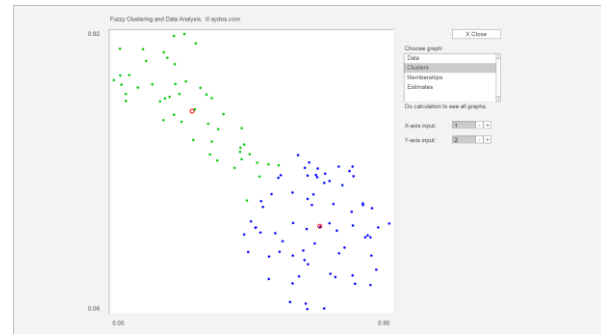 Fuzzy Clustering and Data Analysis, © aydos.com
0.92
X Close
Choose graph:
Data
Clusters
Memberships
Estimates
Do calculation to see all graphs.
X-axis input: 1 - +
Y-axis input: 2 - +
0.06
0.05 0.95